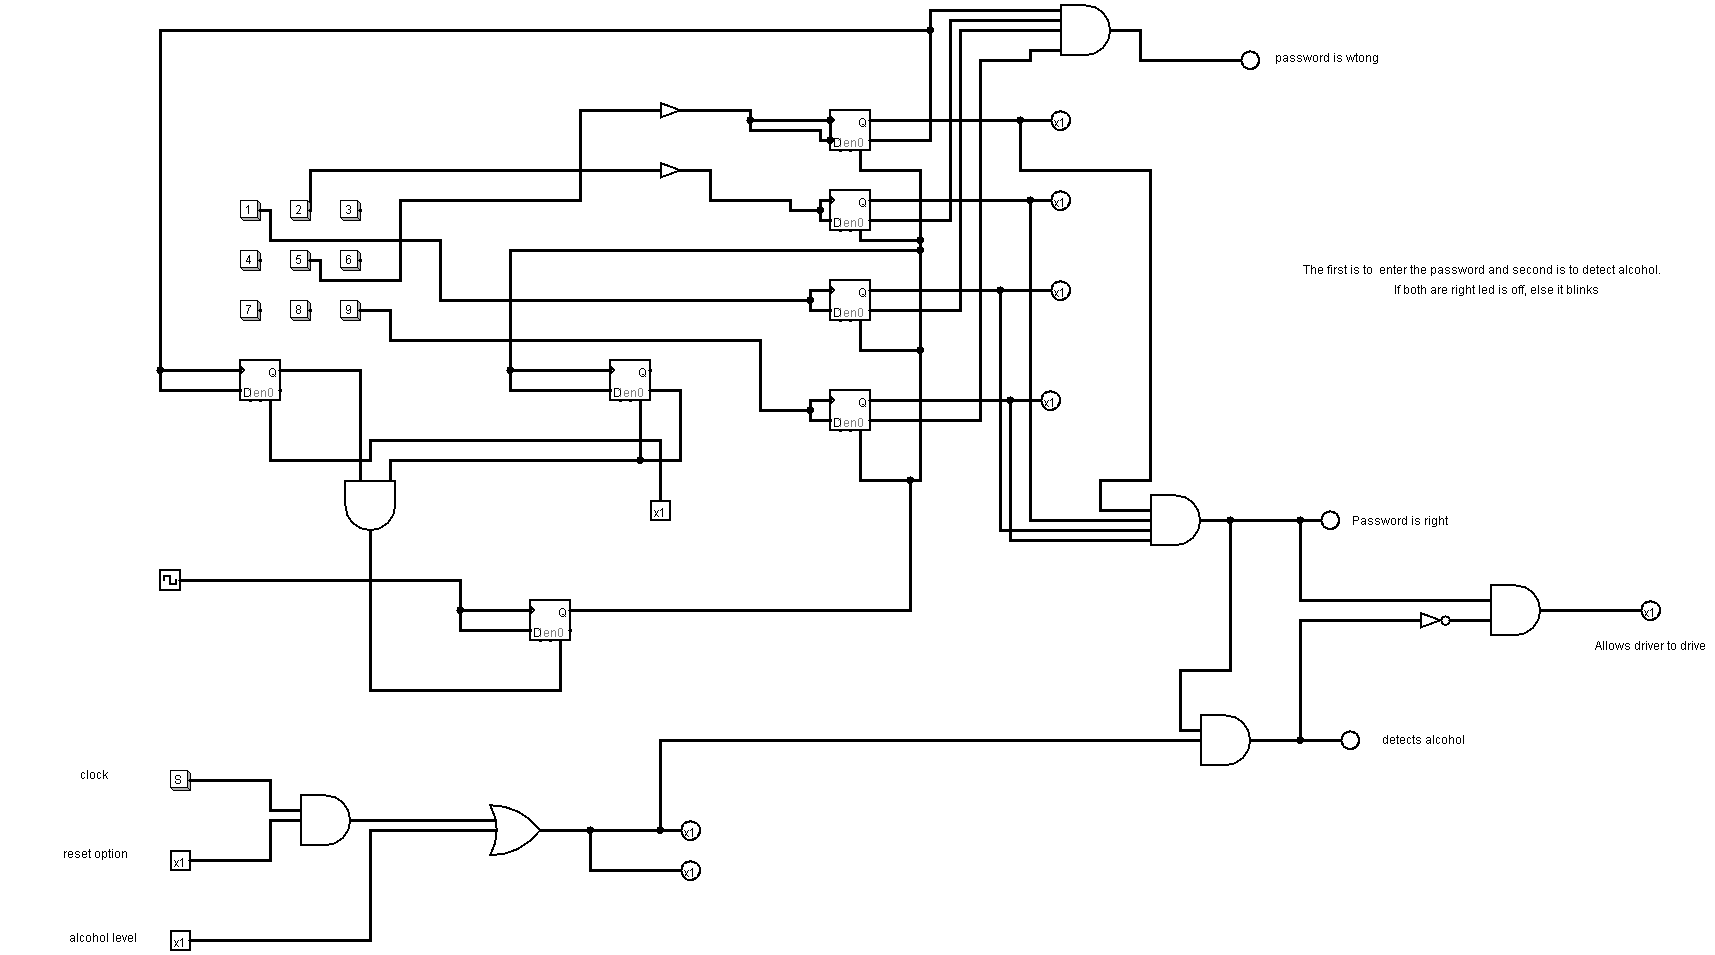 password is wtong
Q
x1
Den0
Q
x1
Den0
1 2 3
4 5 6
The first is to enter the password and second is to detect alcohol.
If both are right led is off, else it blinks
Q
x1
Den0
7 8 9
Q
Den0
Q
Den0
Q
x1
Den0
x1
Password is right
Q
Den0
x1
Allows driver to drive
detects alcohol
clock
S
x1
reset option
x1
x1
alcohol level
x1